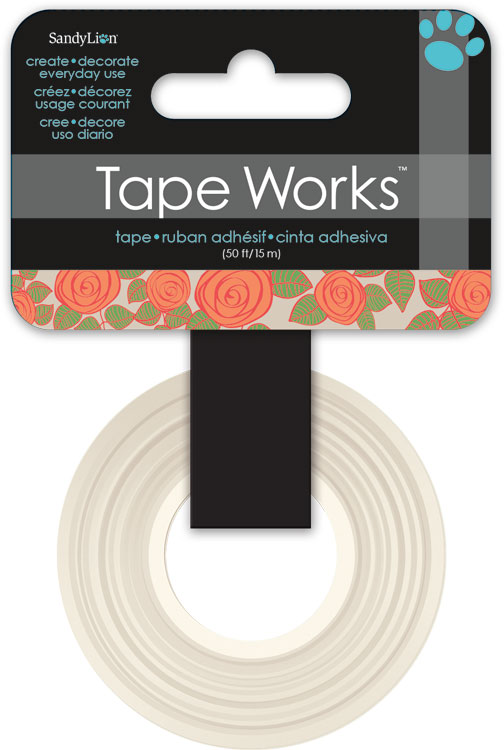 SandyLion
create•decorate
everyday use
créez•décorez
usage courant
cree•decore
uso diario
Tape Works™
tape•ruban adhésif•cinta adhesiva
(50 ft/15 m)